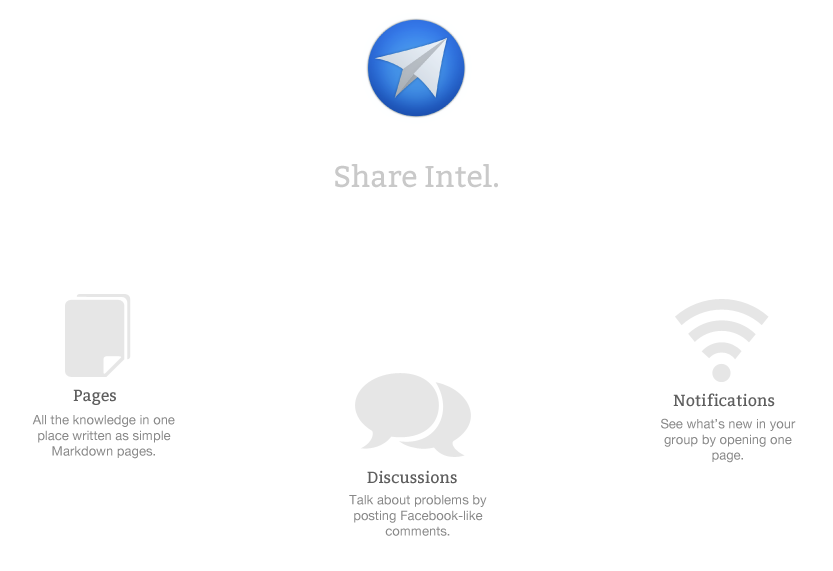 Share Intel.
Pages
All the knowledge in one
place written as simple
Markdown pages.
Discussions
Talk about problems by
posting Facebook-like
comments.
Notifications
See what's new in your
group by opening one
page.